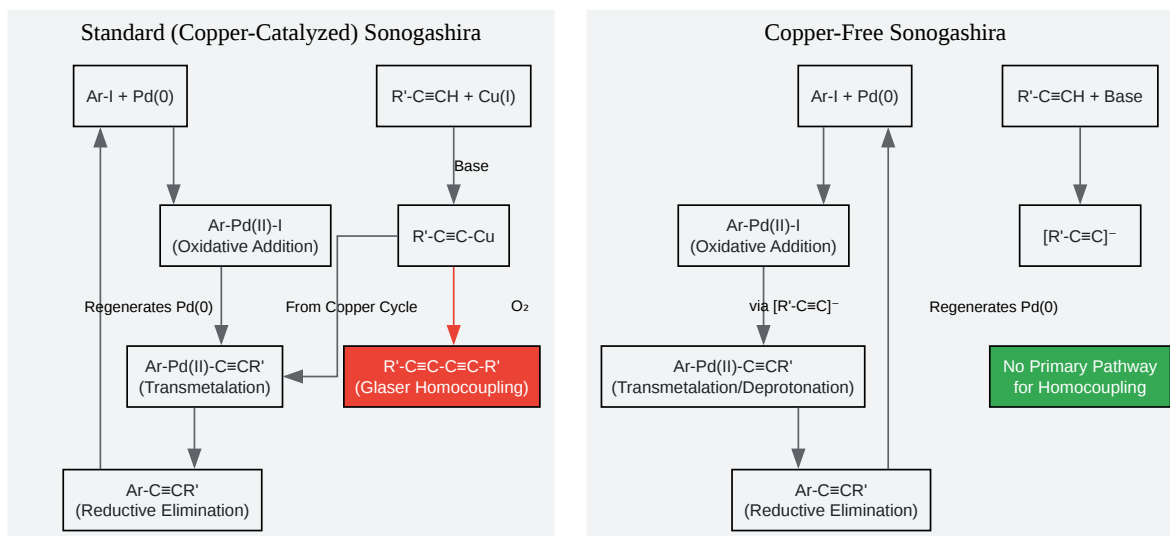 Standard (Copper-Catalyzed) Sonogashira
Ar-I + Pd(0)
R'-C≡CH + Cu(I)
Base
Ar-Pd(II)-I
(Oxidative Addition)
R'-C≡C-Cu
Regenerates Pd(0)
From Copper Cycle
O₂
Ar-Pd(II)-C≡CR'
(Transmetalation)
R'-C≡C-C≡C-R'
(Glaser Homocoupling)
Ar-C≡CR'
(Reductive Elimination)
Copper-Free Sonogashira
Ar-I + Pd(0)
R'-C≡CH + Base
Ar-Pd(II)-I
(Oxidative Addition)
[R'-C≡C]⁻
via [R'-C≡C]⁻
Regenerates Pd(0)
Ar-Pd(II)-C≡CR'
(Transmetalation/Deprotonation)
No Primary Pathway
for Homocoupling
Ar-C≡CR'
(Reductive Elimination)